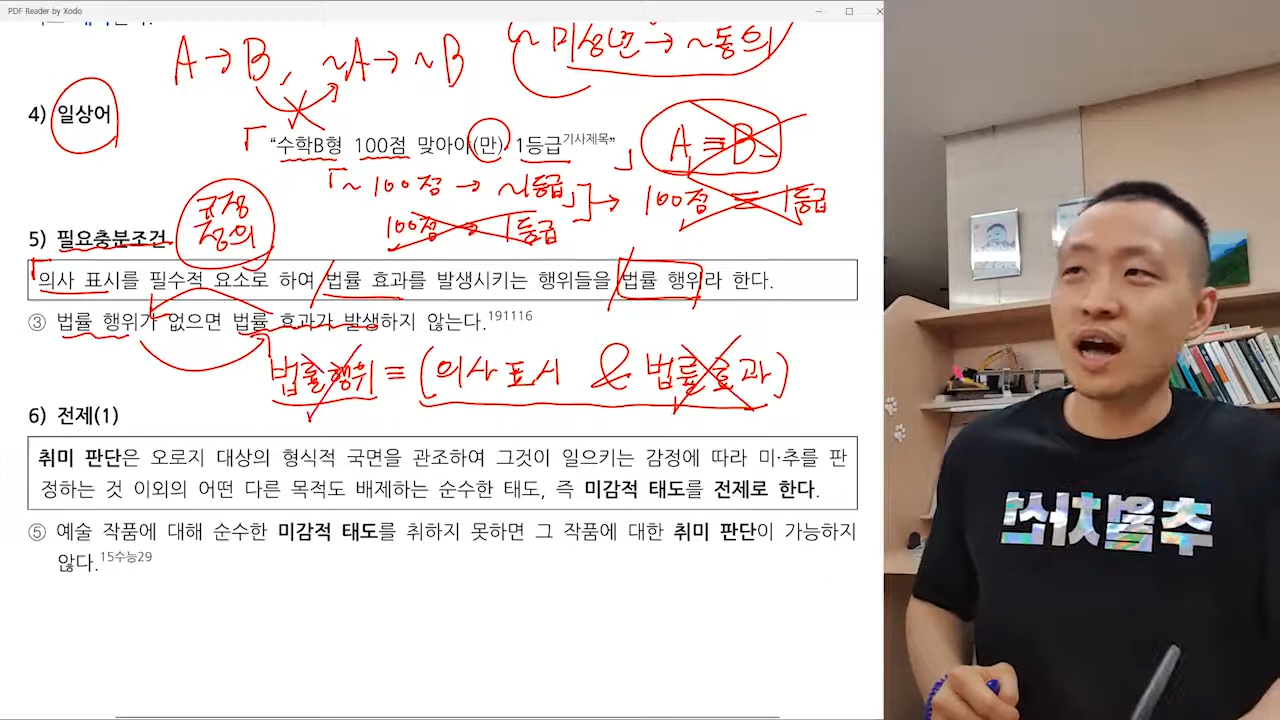 PDF Reader by Xodo
A → B, ~A → ~B
~미성년 → ~동의
4) 일상어
「"수학B형 100점 맞아야(만) 1등급기사제목"」
A ≡ B
「~100점 → ~1등급」 →
100점 ≡ 1등급
100점 → 1등급
규정
정의
5) 필요충분조건
의사 표시를 필수적 요소로 하여 법률 효과를 발생시키는 행위들을 법률 행위라 한다.
③ 법률 행위가 없으면 법률 효과가 발생하지 않는다.191116
법률행위 ≡ (의사표시 & 법률효과)
6) 전제(1)
취미 판단은 오로지 대상의 형식적 국면을 관조하여 그것이 일으키는 감정에 따라 미·추를 판
정하는 것 이외의 어떤 다른 목적도 배제하는 순수한 태도, 즉 미감적 태도를 전제로 한다.
⑤ 예술 작품에 대해 순수한 미감적 태도를 취하지 못하면 그 작품에 대한 취미 판단이 가능하지
않다.15수능29
추월차선